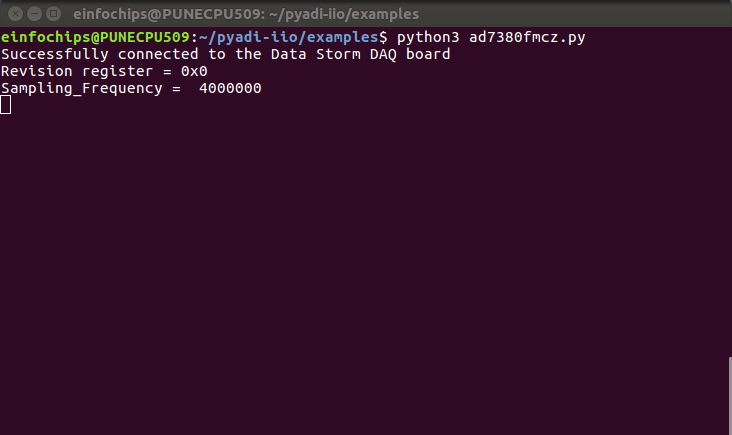 einfochips@PUNECPU509: ~/pyadi-iio/examples
einfochips@PUNECPU509:~/pyadi-iio/examples$ python3 ad7380fmcz.py
Successfully connected to the Data Storm DAQ board
Revision register = 0x0
Sampling_Frequency =  4000000